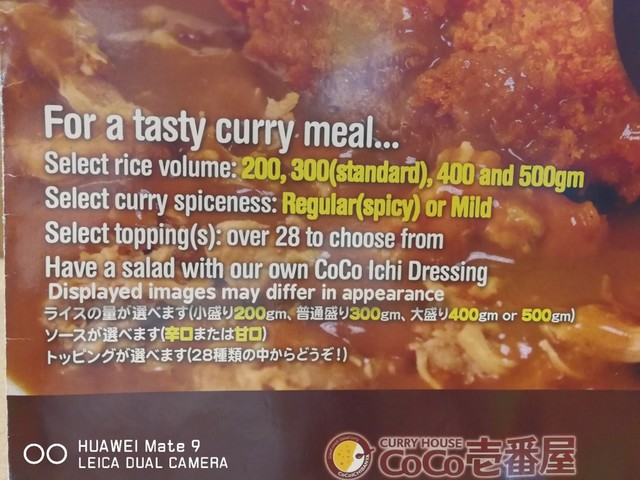 For a tasty curry meal...
Select rice volume: 200, 300(standard), 400 and 500gm
Select curry spiceness: Regular(spicy) or Mild
Select topping(s): over 28 to choose from
Have a salad with our own CoCo Ichi Dressing
Displayed images may differ in appearance
ライスの量が選べます(小盛り200gm、普通盛り300gm、大盛り400gm or 500gm)
ソースが選べます(辛口または甘口)
トッピングが選べます(28種類の中からどうぞ!)
CURRY HOUSE
CoCo壱番屋
HUAWEI Mate 9
LEICA DUAL CAMERA